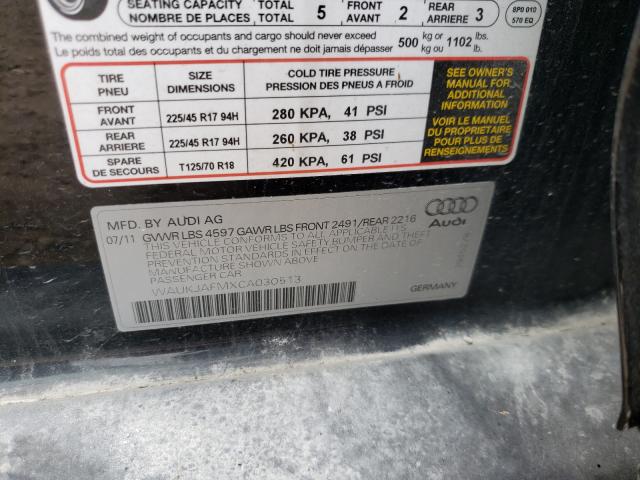 SEATING CAPACITY TOTAL 5 FRONT 2 REAR 3
NOMBRE DE PLACES TOTAL AVANT ARRIERE
8P0 010
570 EQ
The combined weight of occupants and cargo should never exceed 500 kg or 1102 lbs.
Le poids total des occupants et du chargement ne doit jamais dépasser kg ou lb.
TIRE PNEU
SIZE DIMENSIONS
COLD TIRE PRESSURE
PRESSION DES PNEUS A FROID
FRONT AVANT 225/45 R17 94H 280 KPA, 41 PSI
REAR ARRIERE 225/45 R17 94H 260 KPA, 38 PSI
SPARE DE SECOURS T125/70 R18 420 KPA, 61 PSI
SEE OWNER'S
MANUAL FOR
ADDITIONAL
INFORMATION
VOIR LE MANUEL
DU PROPRIETAIRE
POUR PLUS DE
RENSEIGNEMENTS
MFD. BY AUDI AG
07/11 GVWR LBS 4597 GAWR LBS FRONT 2491/REAR 2216
THIS VEHICLE CONFORMS TO ALL APPLICABLE
FEDERAL MOTOR VEHICLE SAFETY, BUMPER AND THEFT
PREVENTION STANDARDS IN EFFECT ON THE DATE OF
MANUFACTURE SHOWN ABOVE
PASSENGER CAR
WAUKJAFMXCA030513
Audi
GERMANY